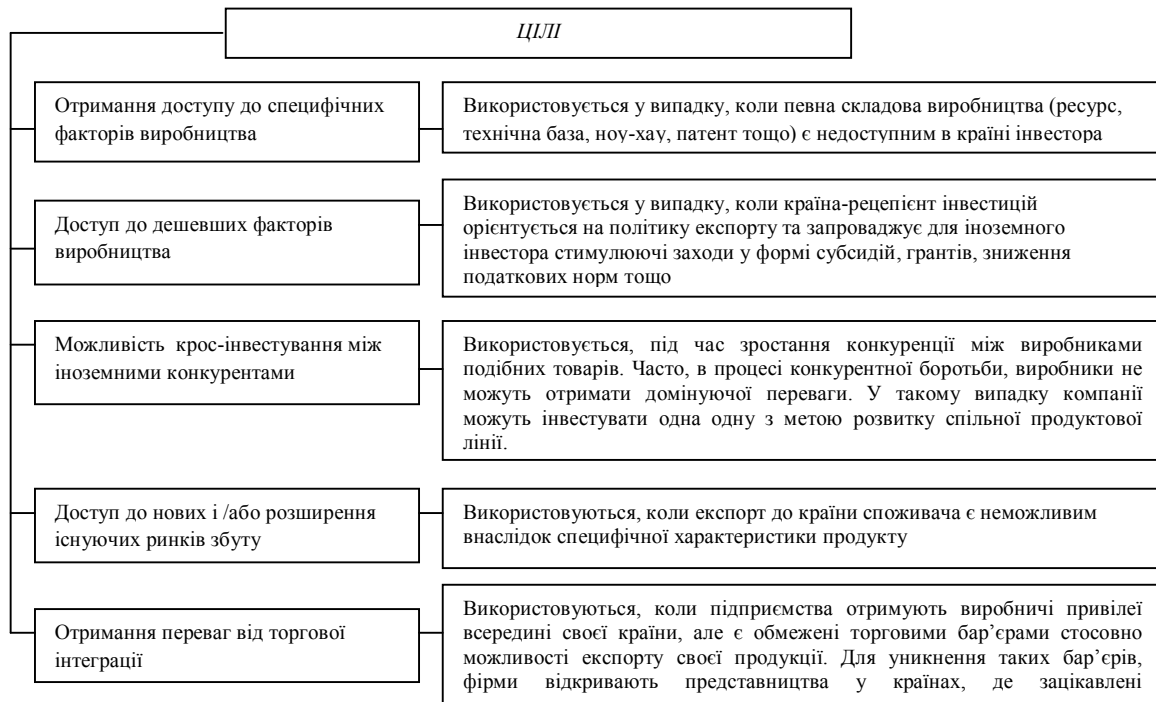 ЦІЛІ
Отримання доступу до специфічних
факторів виробництва
Використовується у випадку, коли певна складова виробництва (ресурс,
технічна база, ноу-хау, патент тощо) є недоступним в країні інвестора
Доступ до дешевших факторів
виробництва
Використовується у випадку, коли країна-рецепієнт інвестицій
орієнтується на політику експорту та запроваджує для іноземного
інвестора стимулюючі заходи у формі субсидій, грантів, зниження
податкових норм тощо
Можливість крос-інвестування між
іноземними конкурентами
Використовується, під час зростання конкуренції між виробниками
подібних товарів. Часто, в процесі конкурентної боротьби, виробники не
можуть отримати домінуючої переваги. У такому випадку компанії
можуть інвестувати одна одну з метою розвитку спільної продуктової
лінії.
Доступ до нових і /або розширення
існуючих ринків збуту
Використовуються, коли експорт до країни споживача є неможливим
внаслідок специфічної характеристики продукту
Отримання переваг від торгової
інтеграції
Використовуються, коли підприємства отримують виробничі привілеї
всередині своєї країни, але є обмежені торговими бар’єрами стосовно
можливості експорту своєї продукції. Для уникнення таких бар’єрів,
фірми відкривають представництва у країнах, де зацікавлені